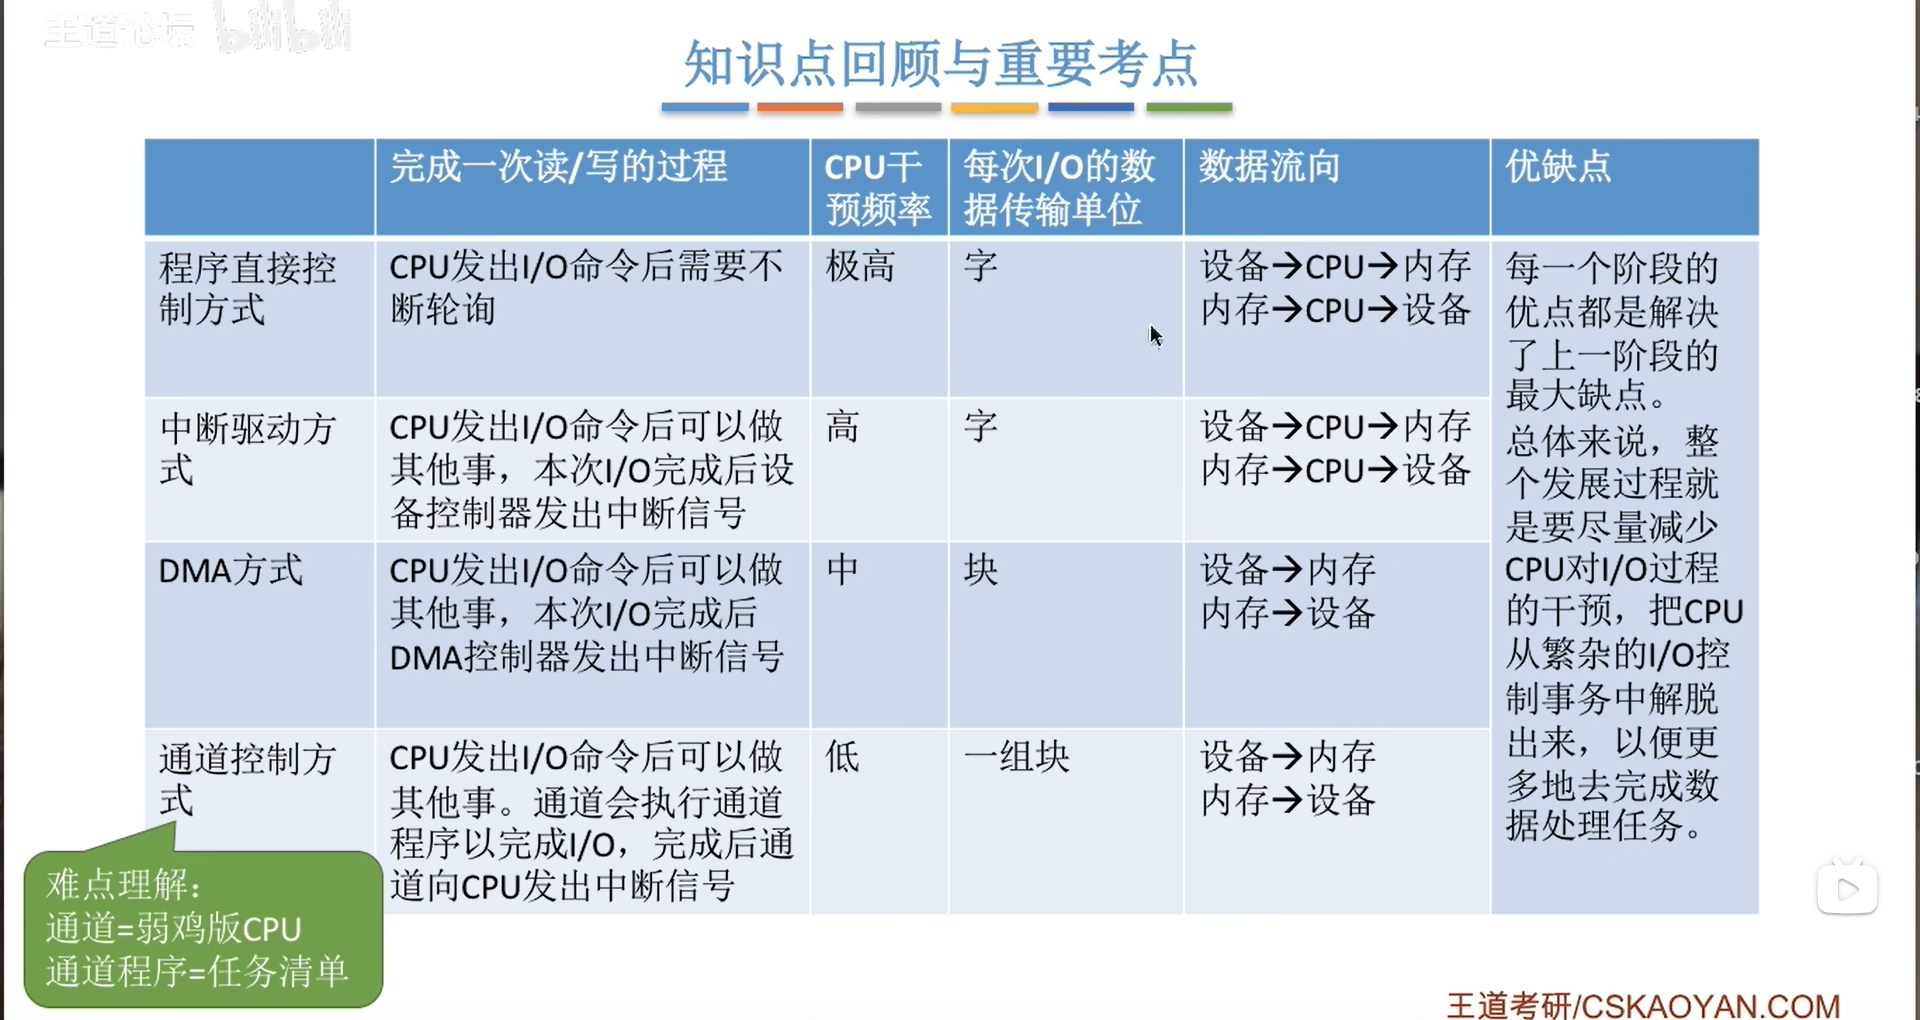 王道论坛 bilibili
知识点回顾与重要考点
完成一次读/写的过程
CPU干
预频率
每次I/O的数
据传输单位
数据流向
优缺点
程序直接控
制方式
CPU发出I/O命令后需要不
断轮询
极高
字
设备→CPU→内存
内存→CPU→设备
每一个阶段的
优点都是解决
了上一阶段的
最大缺点。
总体来说，整
个发展过程就
是要尽量减少
CPU对I/O过程
的干预，把CPU
从繁杂的I/O控
制事务中解脱
出来，以便更
多地去完成数
据处理任务。
中断驱动方
式
CPU发出I/O命令后可以做
其他事，本次I/O完成后设
备控制器发出中断信号
高
字
设备→CPU→内存
内存→CPU→设备
DMA方式
CPU发出I/O命令后可以做
其他事，本次I/O完成后
DMA控制器发出中断信号
中
块
设备→内存
内存→设备
通道控制方
式
CPU发出I/O命令后可以做
其他事。通道会执行通道
程序以完成I/O，完成后通
道向CPU发出中断信号
低
一组块
设备→内存
内存→设备
难点理解：
通道=弱鸡版CPU
通道程序=任务清单
王道考研/CSKAOYAN.COM